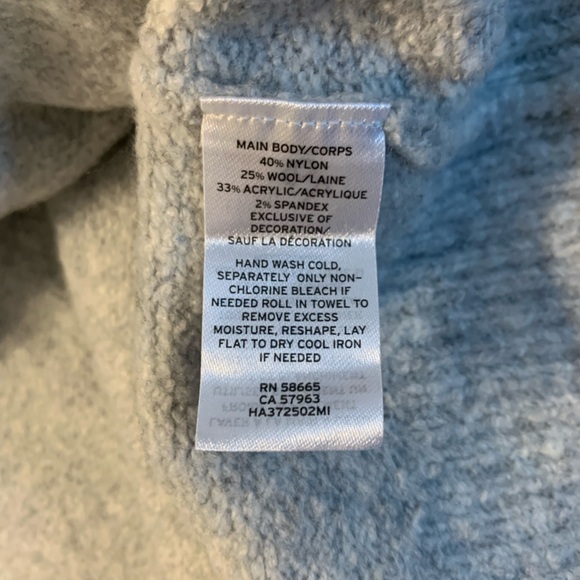 MAIN BODY/CORPS
40% NYLON
25% WOOL/LAINE
33% ACRYLIC/ACRYLIQUE
2% SPANDEX
EXCLUSIVE OF
DECORATION/
SAUF LA DÉCORATION
HAND WASH COLD,
SEPARATELY ONLY NON-
CHLORINE BLEACH IF
NEEDED ROLL IN TOWEL TO
REMOVE EXCESS
MOISTURE, RESHAPE, LAY
FLAT TO DRY COOL IRON
IF NEEDED
RN 58665
CA 57963
HA372502MI